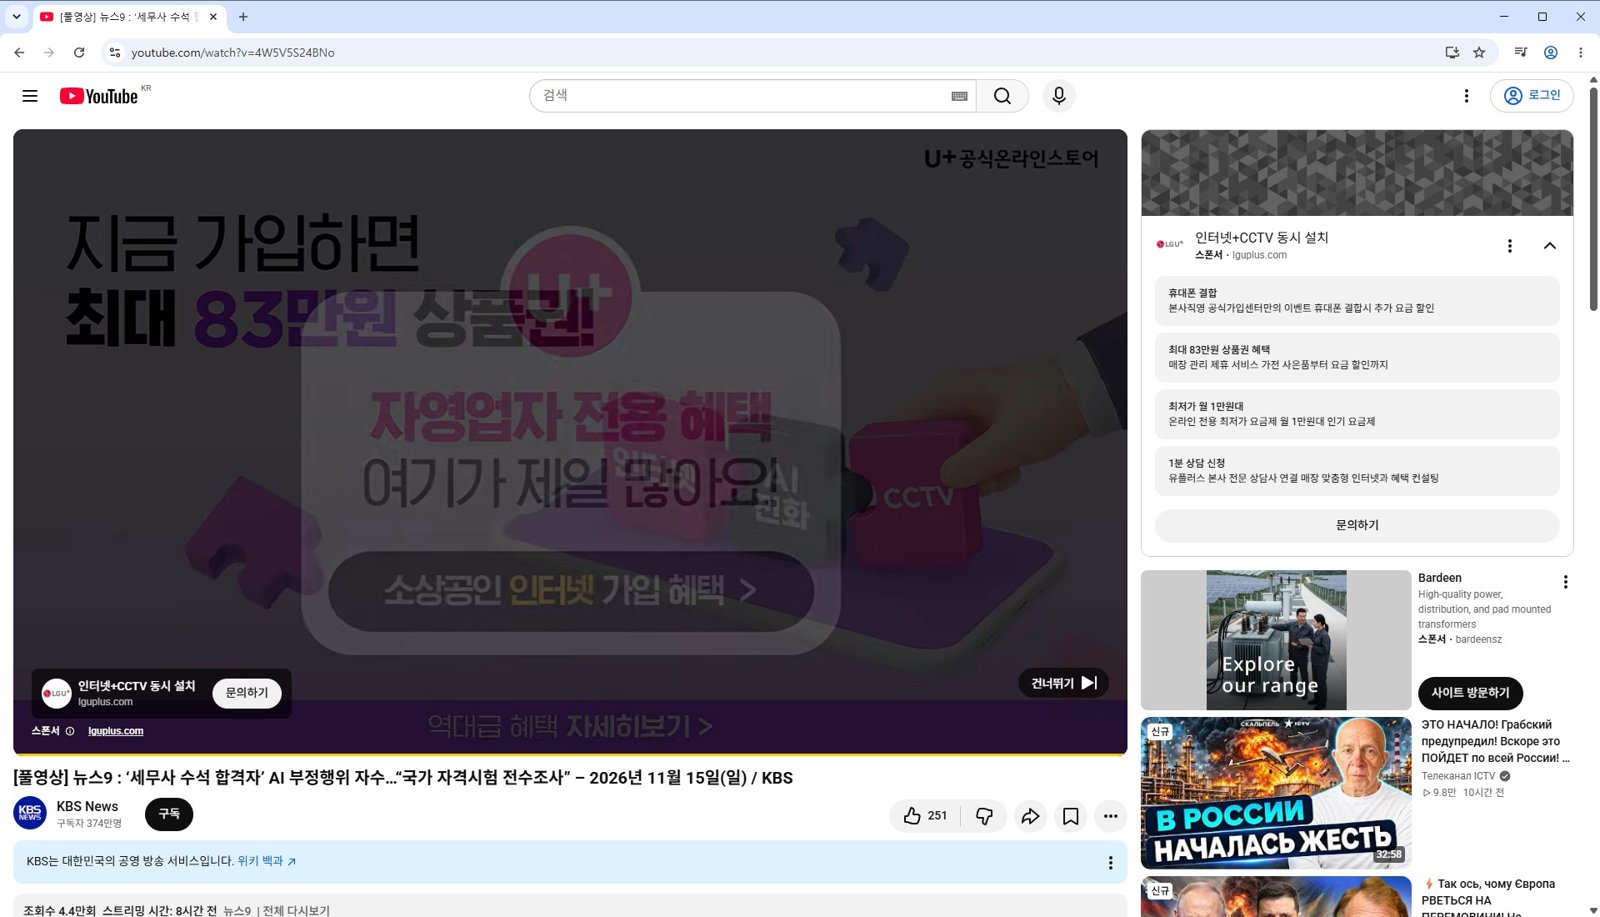 [풀영상] 뉴스9 : ‘세무사 수석 합
youtube.com/watch?v=4W5V5S24BNo
YouTube KR
검색
로그인
U+ 공식온라인스토어
지금 가입하면
최대 83만원 상품권!
U+
자영업자 전용 혜택
여기가 제일 많아요!
인터넷
AI
전화
CCTV
소상공인 인터넷 가입 혜택 >
LG U+
인터넷+CCTV 동시 설치
lguplus.com
문의하기
건너뛰기
역대급 혜택 자세히보기 >
스폰서
lguplus.com
[풀영상] 뉴스9 : ‘세무사 수석 합격자’ AI 부정행위 자수…“국가 자격시험 전수조사” – 2026년 11월 15일(일) / KBS
KBS NEWS
KBS News
구독자 374만명
구독
251
KBS는 대한민국의 공영 방송 서비스입니다. 위키 백과
조회수 4.4만회 스트리밍 시간: 8시간 전 뉴스9 | 전체 다시보기
LG U+
인터넷+CCTV 동시 설치
스폰서 · lguplus.com
휴대폰 결합
본사직영 공식가입센터만의 이벤트 휴대폰 결합시 추가 요금 할인
최대 83만원 상품권 혜택
매장 관리 제휴 서비스 가전 사은품부터 요금 할인까지
최저가 월 1만원대
온라인 전용 최저가 요금제 월 1만원대 인기 요금제
1분 상담 신청
유플러스 본사 전문 상담사 연결 매장 맞춤형 인터넷과 혜택 컨설팅
문의하기
Explore
our range
Bardeen
High-quality power,
distribution, and pad mounted
transformers
스폰서 · bardeensz
사이트 방문하기
신규
СКАЛЬПЕЛЬ ICTV
В РОССИИ
НАЧАЛАСЬ ЖЕСТЬ
32:58
ЭТО НАЧАЛО! Грабский
предупредил! Вскоре это
ПОЙДЕТ по всей России! ...
Телеканал ICTV
9.8만 10시간 전
신규
Так ось, чому Європа
РВЕТЬСЯ НА